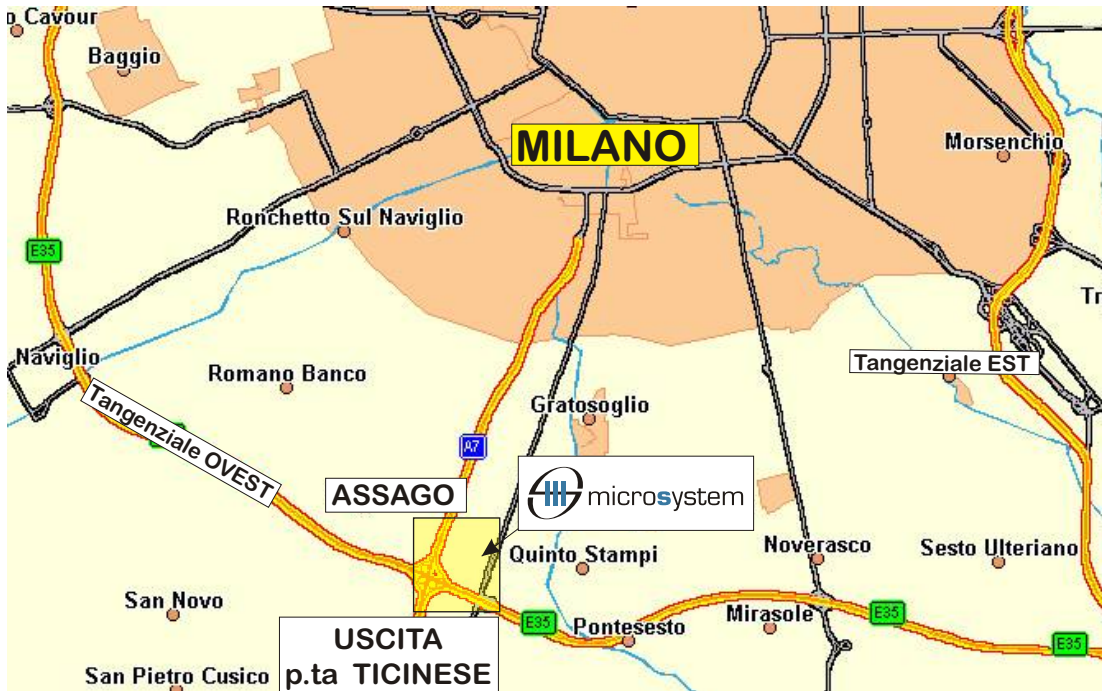 o Cavour
Baggio
MILANO
Morsenchio
Ronchetto Sul Naviglio
E35
Tr
Naviglio
Romano Banco
Tangenziale EST
Tangenziale OVEST
Gratosoglio
A7
ASSAGO
microsystem
Quinto Stampi
Noverasco
Sesto Ulteriano
San Novo
E35
E35
E35
USCITA
p.ta TICINESE
Pontesesto
Mirasole
San Pietro Cusico